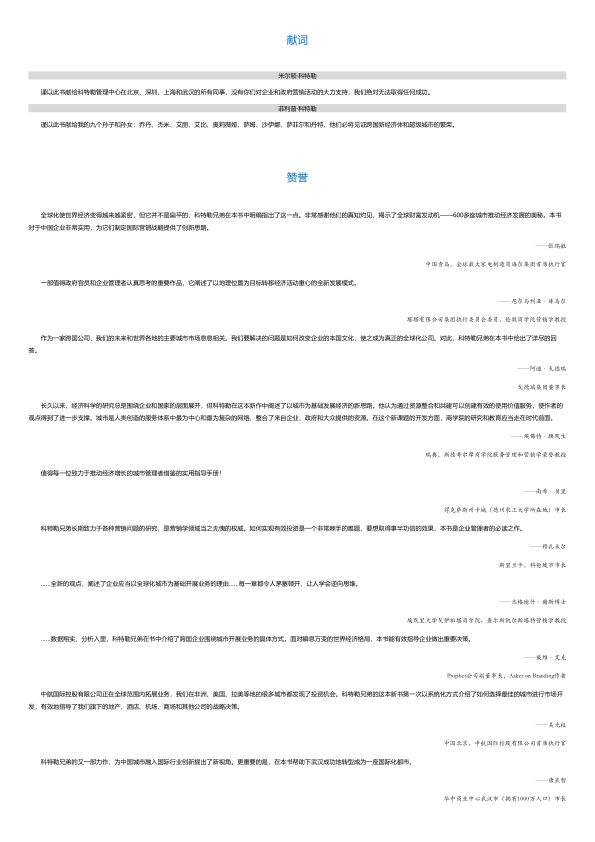 献词
米尔顿·科特勒
谨以此书献给科特勒管理中心在北京、深圳、上海和武汉的所有同事，没有你们对企业和政府营销活动的大力支持，我们绝对无法取得任何成功。
菲利普·科特勒
谨以此书献给我的九个孙子和孙女：乔丹、杰米、艾丽、艾比、奥莉薇娅、萨姆、沙伊娜、萨菲尔和丹特，他们必将见证跨国新经济体和超级城市的繁荣。
赞誉
全球化使世界经济变得越来越紧密，但它并不是扁平的，科特勒兄弟在本书中明确指出了这一点。非常感谢他们的真知灼见，揭示了全球财富发动机——600多座城市推动经济发展的奥秘。本书
对于中国企业非常实用，为它们制定国际营销战略提供了创新思路。
——张瑞敏
中国青岛，全球最大家电制造商海尔集团首席执行官
一部值得政府官员和企业管理者认真思考的重要作品，它阐述了以地理位置为目标转移经济活动重心的全新发展模式。
——尼尔马利亚·库马尔
塔塔有限公司集团执行委员会委员，伦敦商学院营销学教授
作为一家跨国公司，我们的未来和世界各地的主要城市市场息息相关。我们要解决的问题是如何改变企业的本国文化，使之成为真正的全球化公司。对此，科特勒兄弟在本书中给出了详尽的回
答。
——阿迪·戈德瑞
戈德瑞集团董事长
长久以来，经济科学的研究总是围绕企业和国家的层面展开，但科特勒在这本新作中阐述了以城市为基础发展经济的新思路。他认为通过资源整合和共建可以创建有效的使用价值服务，使作者的
观点得到了进一步支撑。城市是人类创造的服务体系中最为中心和最为复杂的网络，整合了来自企业、政府和大众提供的资源。在这个新课题的开发方面，商学院的研究和教育应当走在时代前面。
——埃佛特·顾默生
瑞典，斯德哥尔摩商学院服务管理和营销学荣誉教授
值得每一位致力于推动经济增长的城市管理者借鉴的实用指导手册！
——南希·贝里
得克萨斯州卡城（德州农工大学所在地）市长
科特勒兄弟长期致力于各种营销问题的研究，是营销学领域当之无愧的权威。如何实现有效投资是一个非常棘手的难题，要想取得事半功倍的效果，本书是企业管理者的必读之作。
——穆扎米尔
斯里兰卡，科伦坡市市长
……全新的观点，阐述了企业应当以全球化城市为基础开展业务的理由……每一章都令人茅塞顿开，让人学会逆向思维。
——杰格迪什·谢斯博士
埃默里大学戈伊祖塔商学院，查尔斯凯尔斯塔特营销学教授
……数据翔实，分析入里，科特勒兄弟在书中介绍了跨国企业围绕城市开展业务的具体方式。面对瞬息万变的世界经济格局，本书能有效指导企业做出重要决策。
——戴维·艾克
Prophet公司副董事长，Aaker on Branding作者
中航国际控股有限公司正在全球范围内拓展业务，我们在非洲、美国、拉美等地的很多城市都发现了投资机会。科特勒兄弟的这本新书第一次以系统化方式介绍了如何选择最佳的城市进行市场开
发，有效地指导了我们旗下的地产、酒店、机场、商场和其他公司的战略决策。
——吴光权
中国北京，中航国际控股有限公司首席执行官
科特勒兄弟的又一部力作，为中国城市融入国际行业创新提出了新视角。更重要的是，在本书帮助下武汉成功地转型成为一座国际化都市。
——唐良智
华中商业中心武汉市（拥有1000万人口）市长